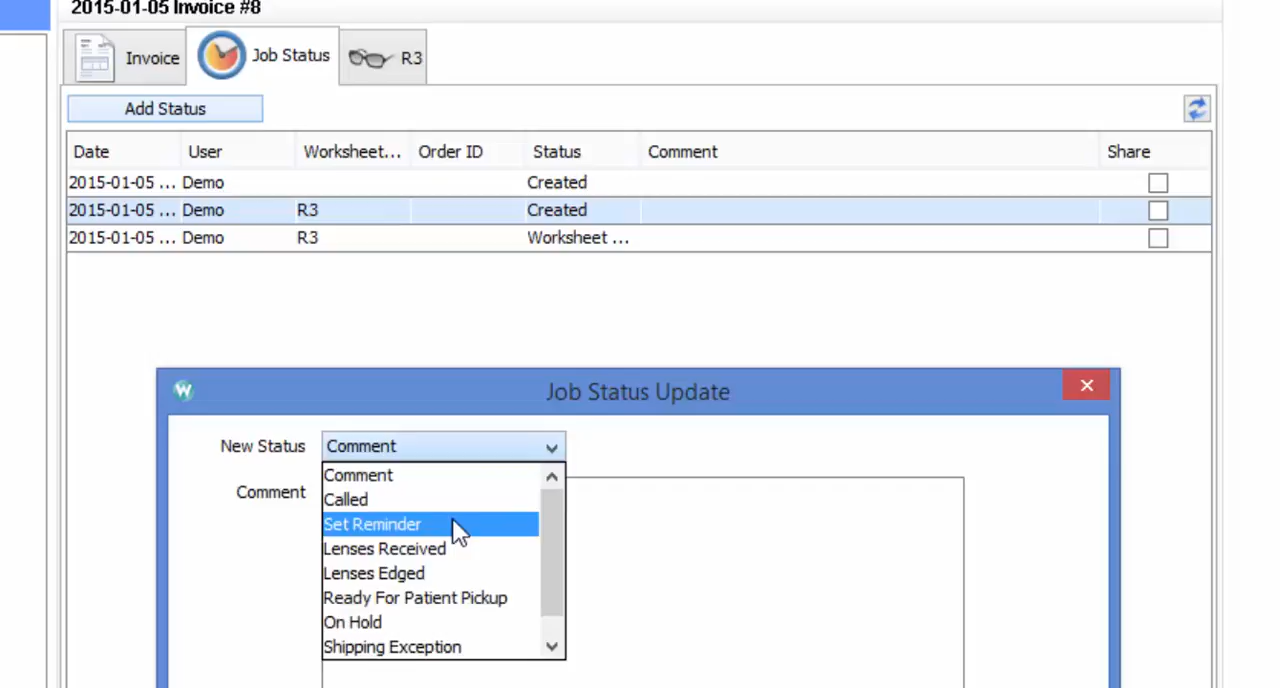 2015-01-05 Invoice #8
Invoice
Job Status
R3
Add Status
Date User Worksheet... Order ID Status Comment Share
2015-01-05 ... Demo Created
2015-01-05 ... Demo R3 Created
2015-01-05 ... Demo R3 Worksheet ...
W
Job Status Update
New Status Comment
Comment
Comment
Called
Set Reminder
Lenses Received
Lenses Edged
Ready For Patient Pickup
On Hold
Shipping Exception